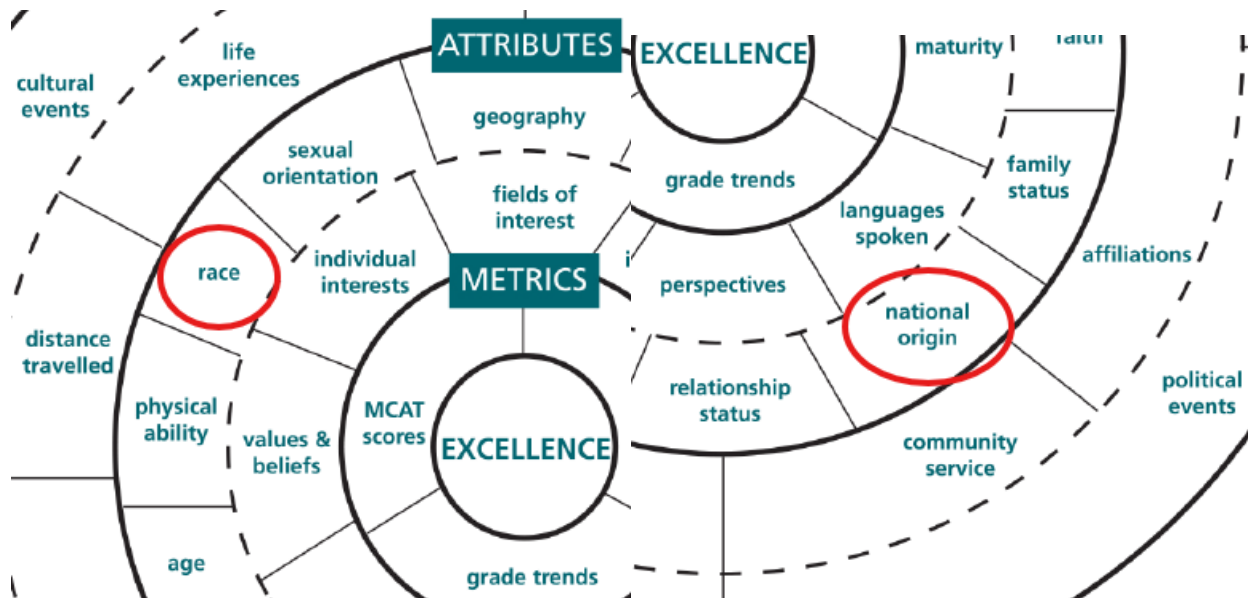 ATTRIBUTES
life
experiences
cultural
events
geography
sexual
orientation
fields of
interest
race
individual
interests
METRICS
distance
travelled
physical
ability
MCAT
scores
values &
beliefs
EXCELLENCE
age
grade trends
EXCELLENCE
maturity
faith
grade trends
family
status
languages
spoken
affiliations
perspectives
national
origin
relationship
status
political
events
community
service